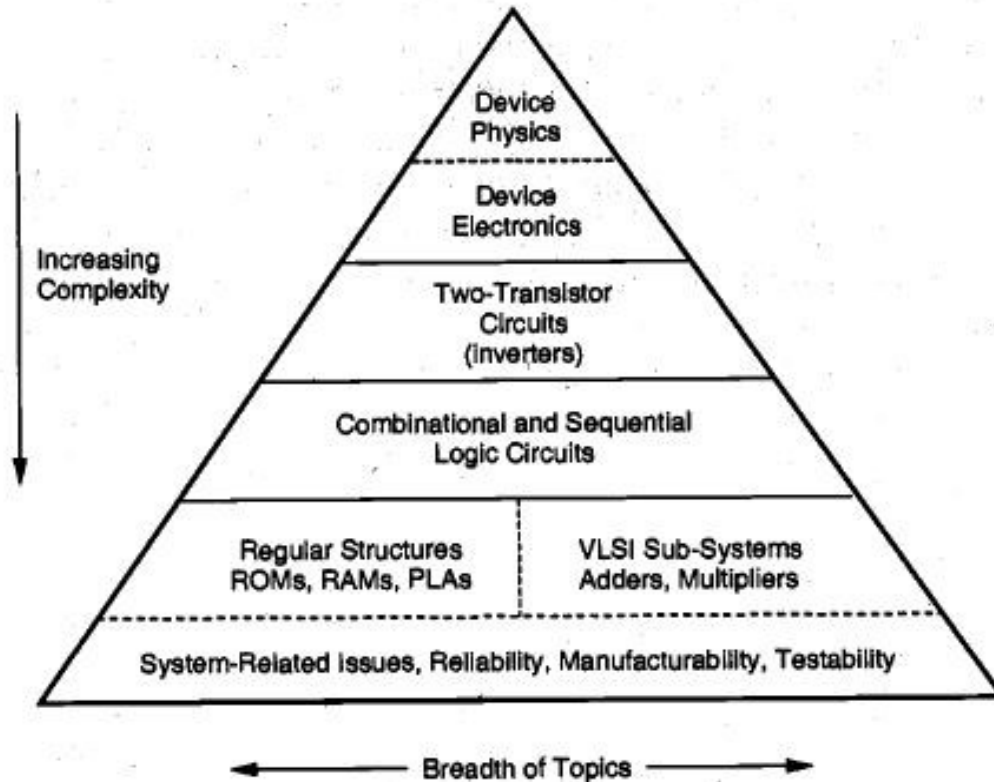 Device
Physics
Device
Electronics
Increasing
Complexity
Two-Transistor
Circuits
(inverters)
Combinational and Sequential
Logic Circuits
Regular Structures
ROMs, RAMs, PLAs
VLSI Sub-Systems
Adders, Multipliers
System-Related Issues, Reliability, Manufacturability, Testability
Breadth of Topics